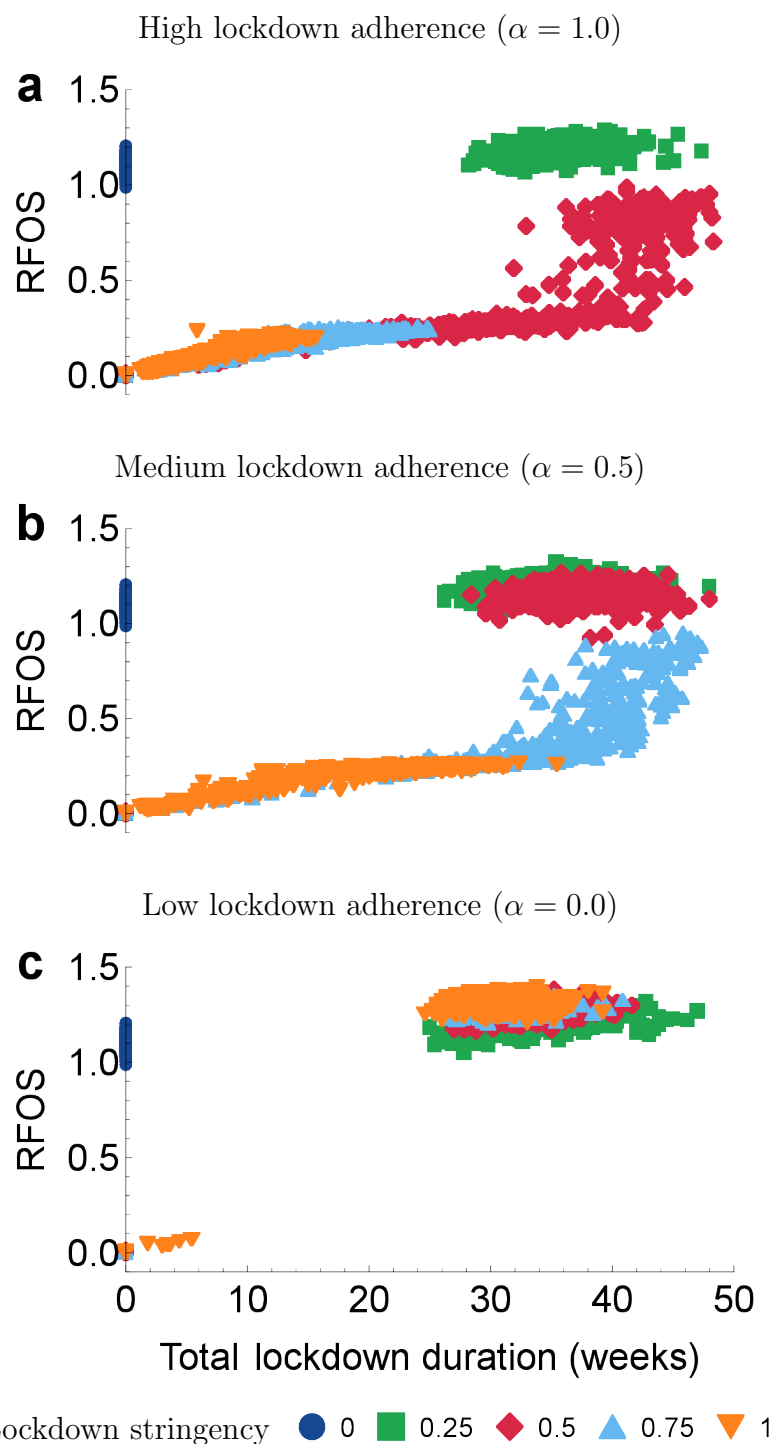 High lockdown adherence (α = 1.0)
a
1.5
1.0
0.5
0.0
RFOS
Medium lockdown adherence (α = 0.5)
b
1.5
1.0
0.5
0.0
RFOS
Low lockdown adherence (α = 0.0)
c
1.5
1.0
0.5
0.0
RFOS
0 10 20 30 40 50
Total lockdown duration (weeks)
ockdown stringency 0 0.25 0.5 0.75 1